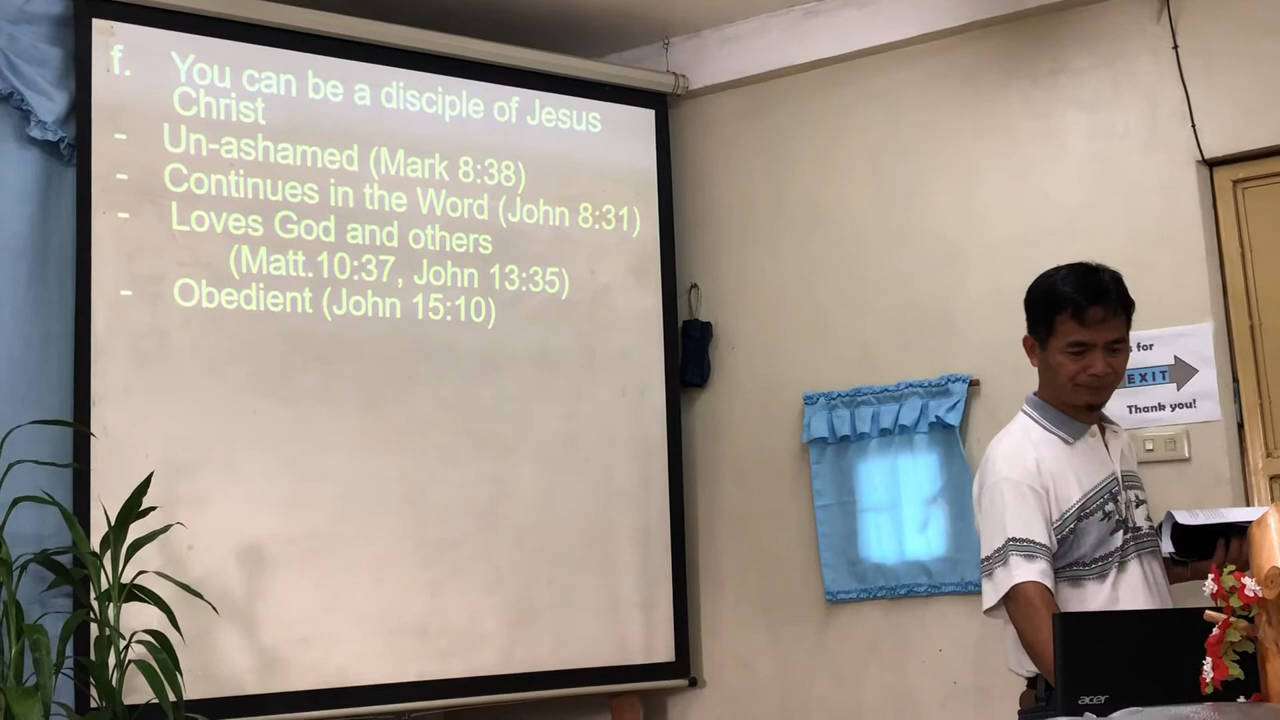 f. You can be a disciple of Jesus
Christ
- Un-ashamed (Mark 8:38)
- Continues in the Word (John 8:31)
- Loves God and others
(Matt.10:37, John 13:35)
- Obedient (John 15:10)
for
EXIT
Thank you!
acer